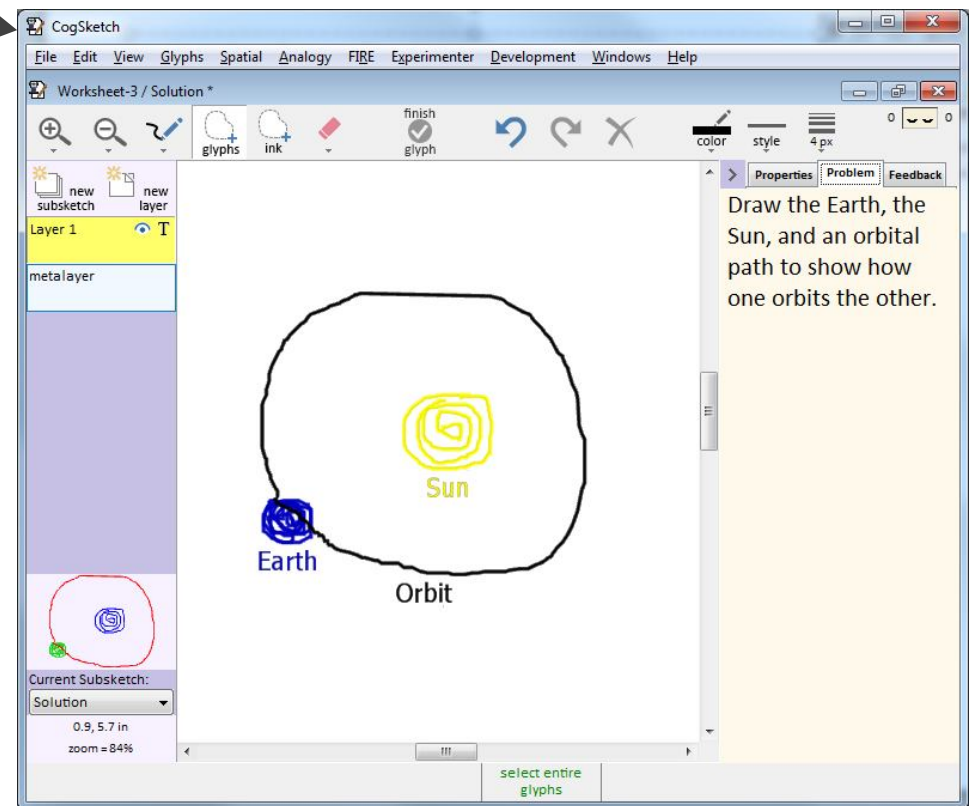 CogSketch
File Edit View Glyphs Spatial Analogy FIRE Experimenter Development Windows Help
Worksheet-3 / Solution *
glyphs
ink
finish
glyph
color
style
4 px
0
0
new
subsketch
new
layer
Layer 1
T
metalayer
Properties
Problem
Feedback
Draw the Earth, the
Sun, and an orbital
path to show how
one orbits the other.
Sun
Earth
Orbit
Current Subsketch:
Solution
0.9, 5.7 in
zoom = 84%
select entire
glyphs